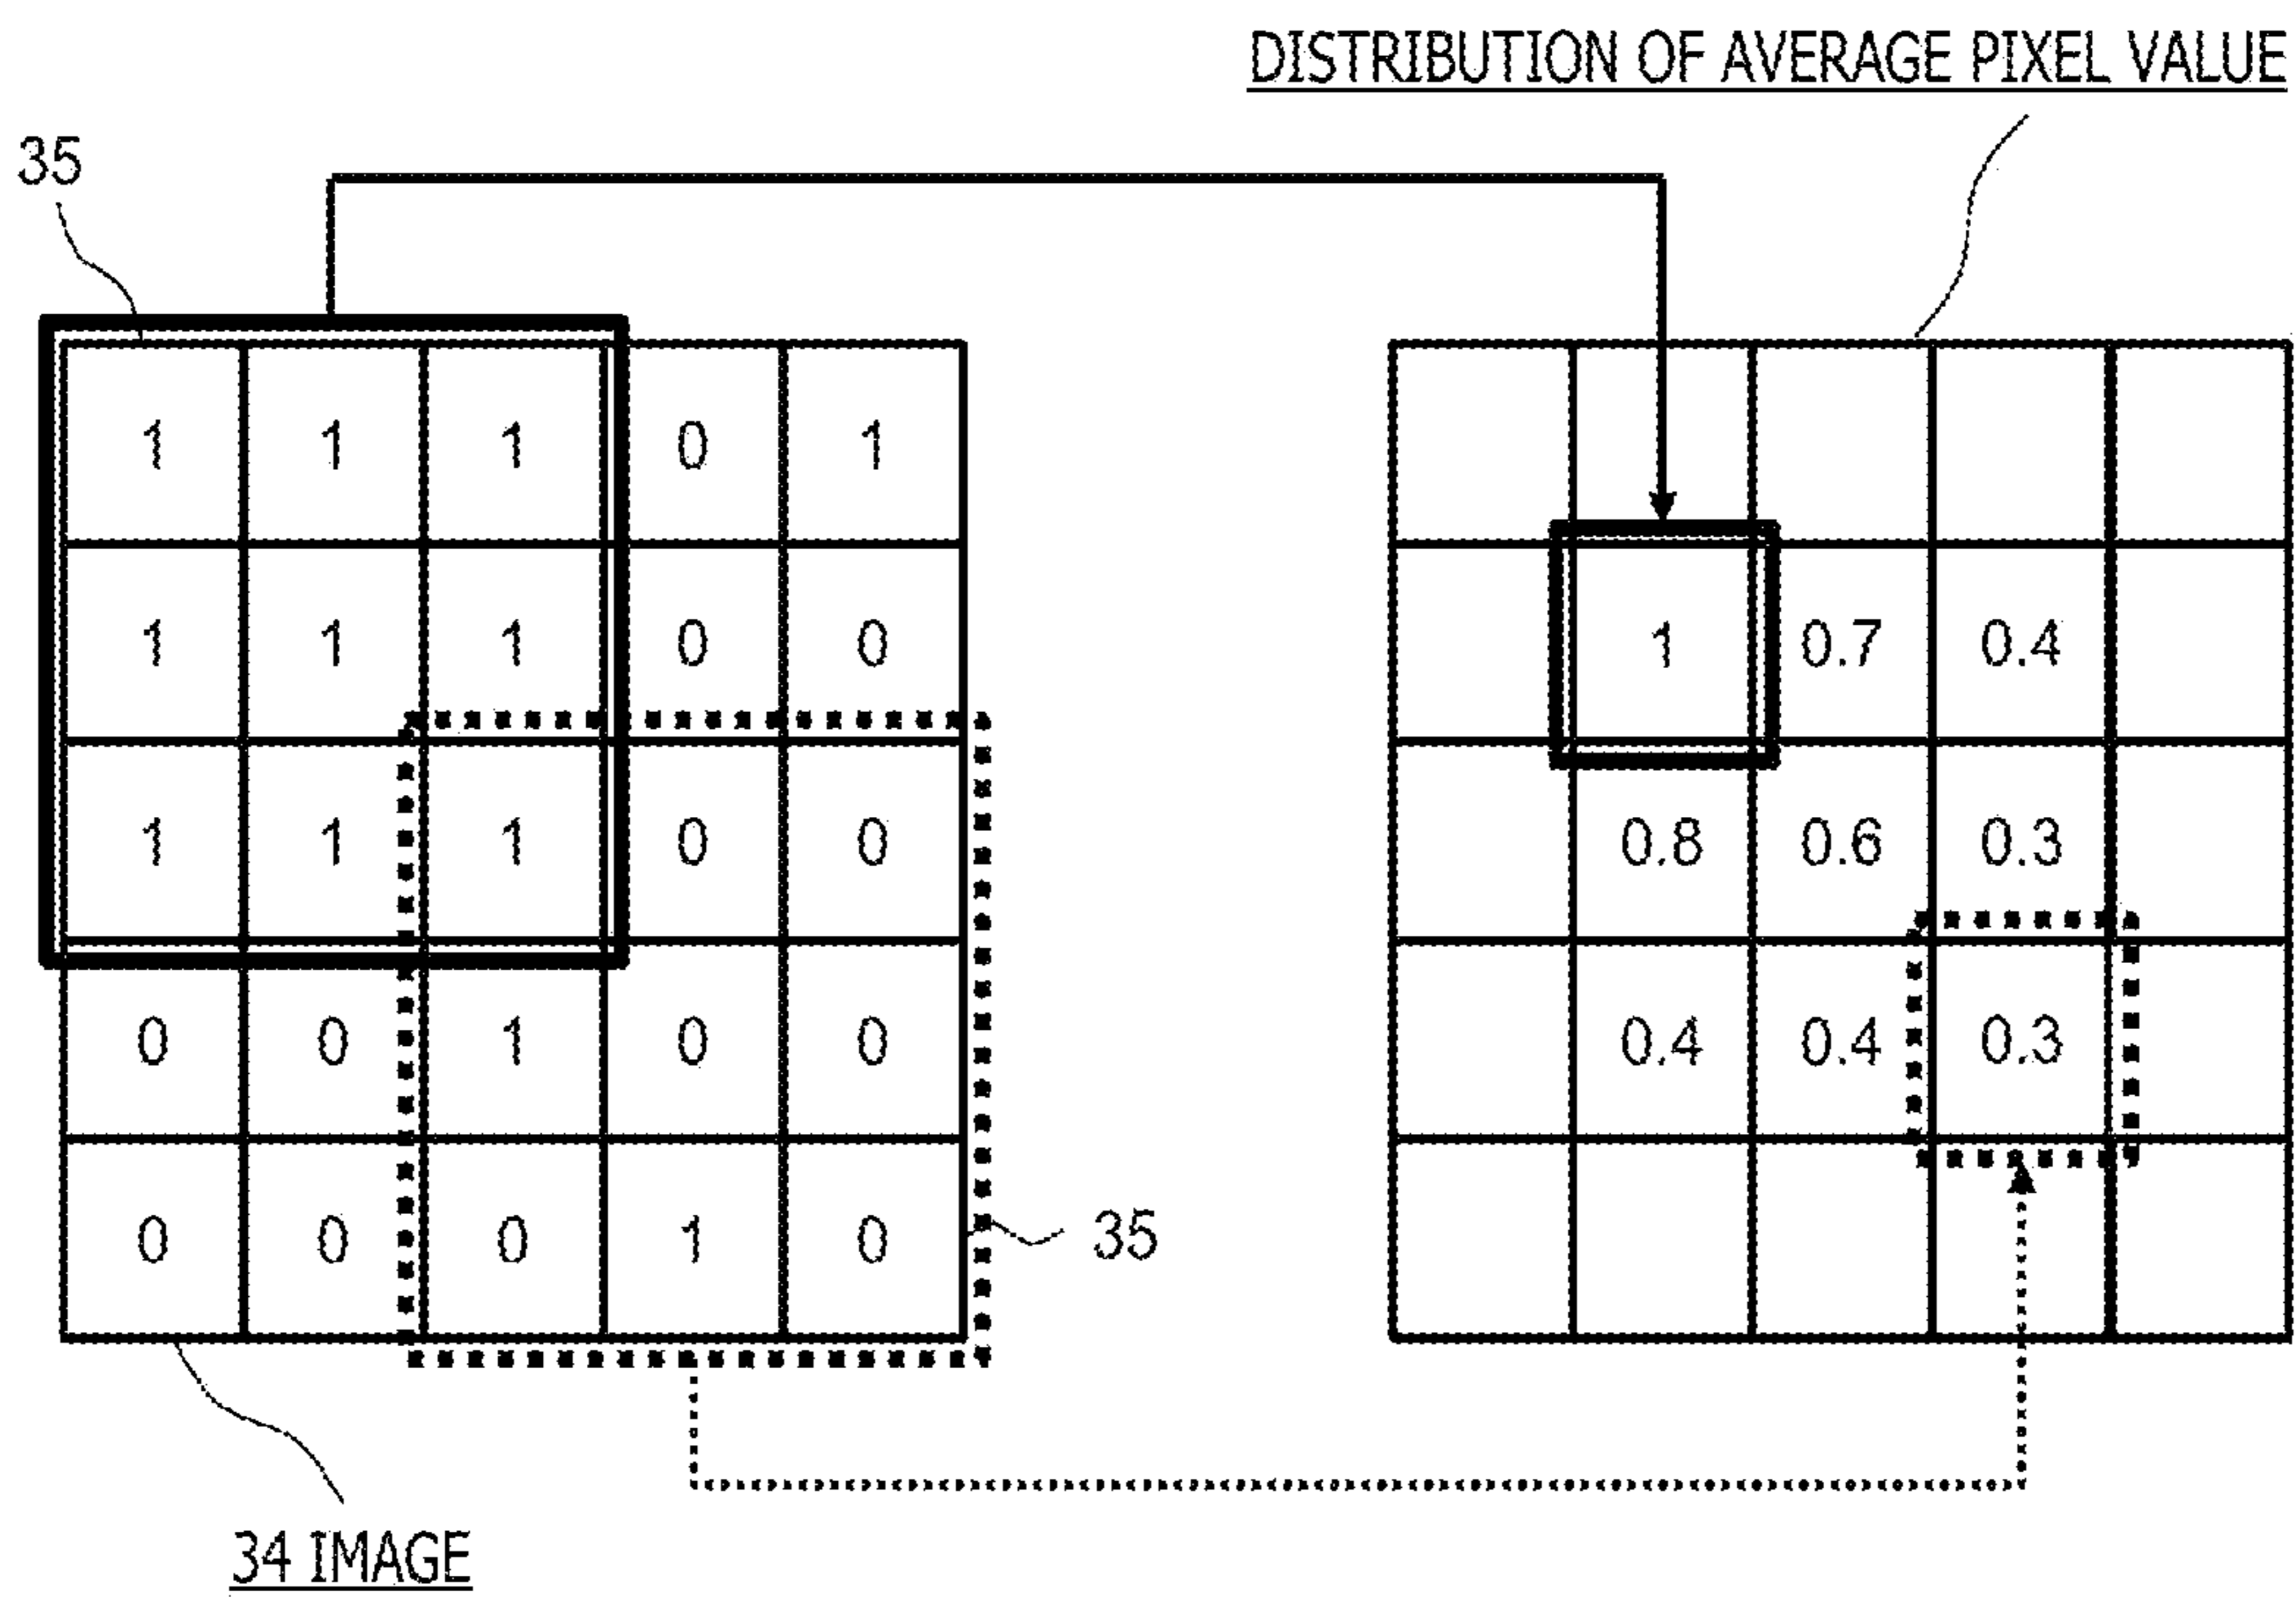 DISTRIBUTION OF AVERAGE PIXEL VALUE
35
1 1 1 0 1
1 1 1 0 0
1 0.7 0.4
1 1 1 0 0
0.8 0.6 0.3
0 0 1 0 0
0.4 0.4 0.3
0 0 0 1 0
35
34 IMAGE